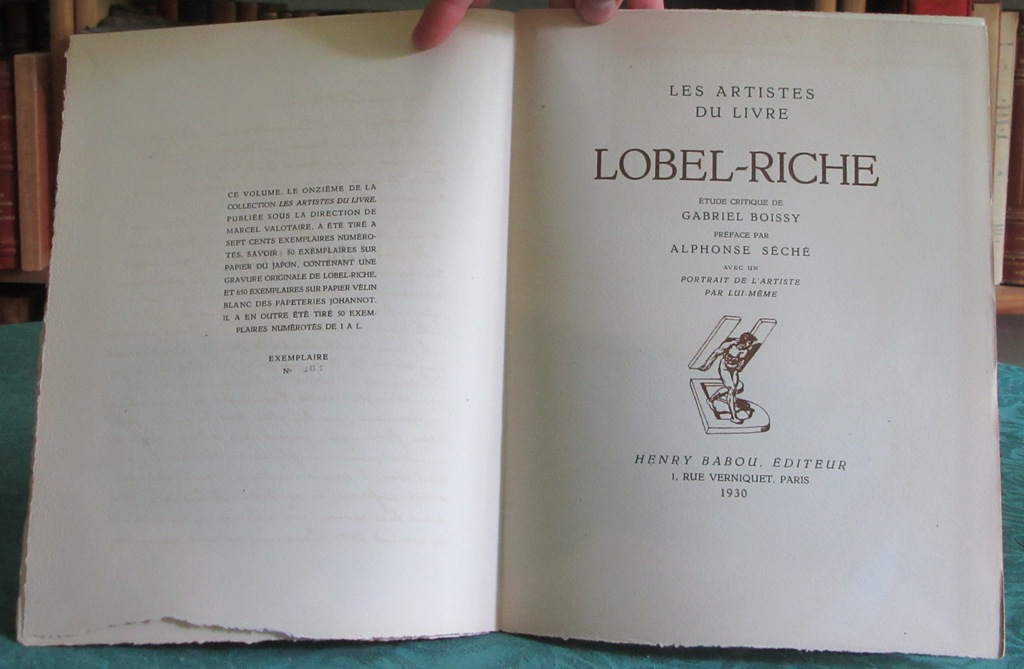 CE VOLUME, LE ONZIÈME DE LA
COLLECTION LES ARTISTES DU LIVRE,
PUBLIÉE SOUS LA DIRECTION DE
MARCEL VALOTAIRE, A ÉTÉ TIRÉ A
SEPT CENTS EXEMPLAIRES NUMÉRO-
TÉS, SAVOIR : 50 EXEMPLAIRES SUR
PAPIER DU JAPON, CONTENANT UNE
GRAVURE ORIGINALE DE LOBEL-RICHE,
ET 650 EXEMPLAIRES SUR PAPIER VÉLIN
BLANC DES PAPETERIES JOHANNOT.
IL A EN OUTRE ÉTÉ TIRÉ 50 EXEM-
PLAIRES NUMÉROTÉS DE I A L.
EXEMPLAIRE
No
LES ARTISTES
DU LIVRE
LOBEL-RICHE
ÉTUDE CRITIQUE DE
GABRIEL BOISSY
PRÉFACE PAR
ALPHONSE SÉCHÉ
AVEC UN
PORTRAIT DE L'ARTISTE
PAR LUI-MÊME
HENRY BABOU, ÉDITEUR
1, RUE VERNIQUET, PARIS
1930